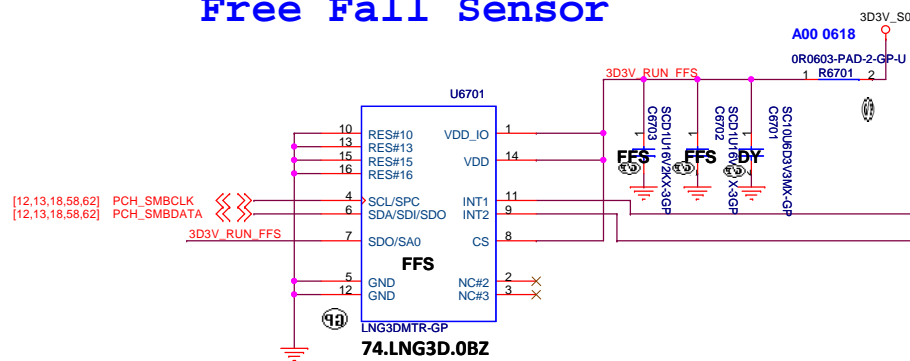 Free Fall Sensor
3D3V_S0
A00 0618
0R0603-PAD-2-GP-U
1 R6701 2
3D3V_RUN_FFS
U6701
10 RES#10 VDD_IO 1
13 RES#13
15 RES#15 VDD 14
16 RES#16
[12,13,18,58,62] PCH_SMBCLK 4 SCL/SPC INT1 11
[12,13,18,58,62] PCH_SMBDATA 6 SDA/SDI/SDO INT2 9
3D3V_RUN_FFS 7 SDO/SA0 CS 8
FFS
5 GND NC#2 2
12 GND NC#3 3
LNG3DMTR-GP
74.LNG3D.0BZ
1
C6703
SCD1U16V2KX-3GP
FFS
1
C6702
FFS
1
C6701
SC10U6D3V3MX-GP
DY
GP